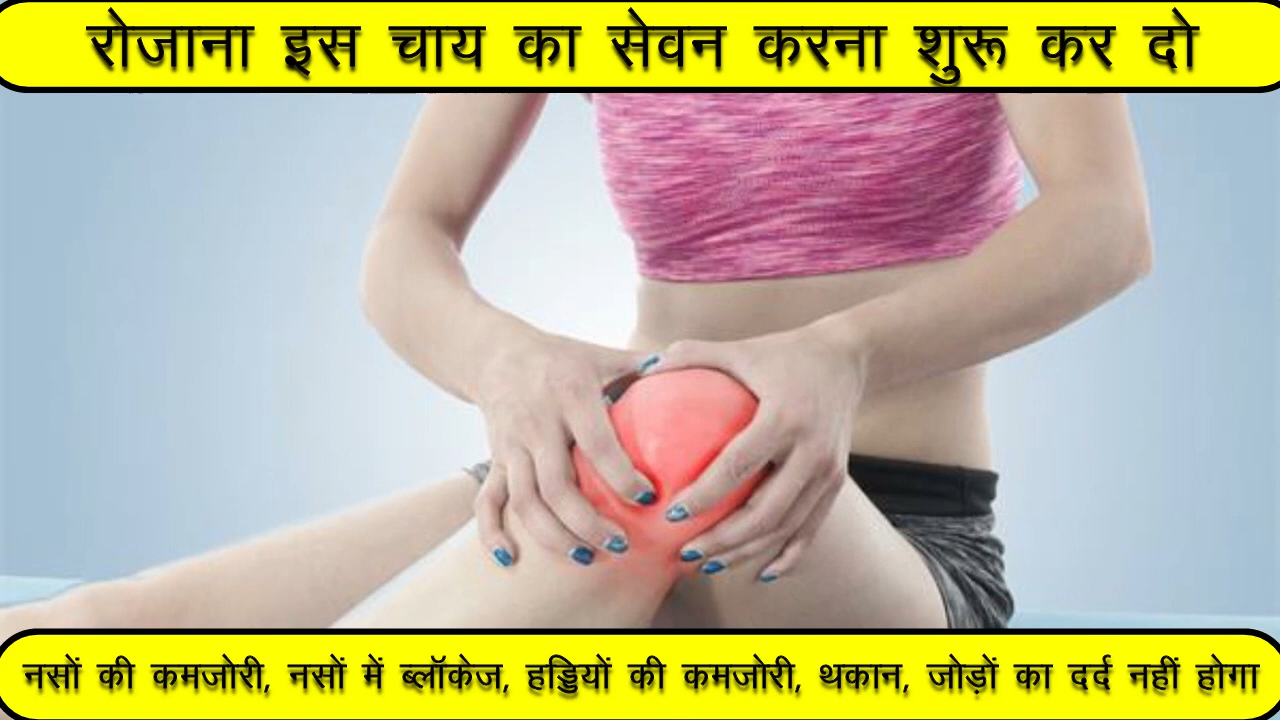 रोजाना इस चाय का सेवन करना शुरू कर दो
नसों की कमजोरी, नसों में ब्लॉकेज, हड्डियों की कमजोरी, थकान, जोड़ों का दर्द नहीं होगा